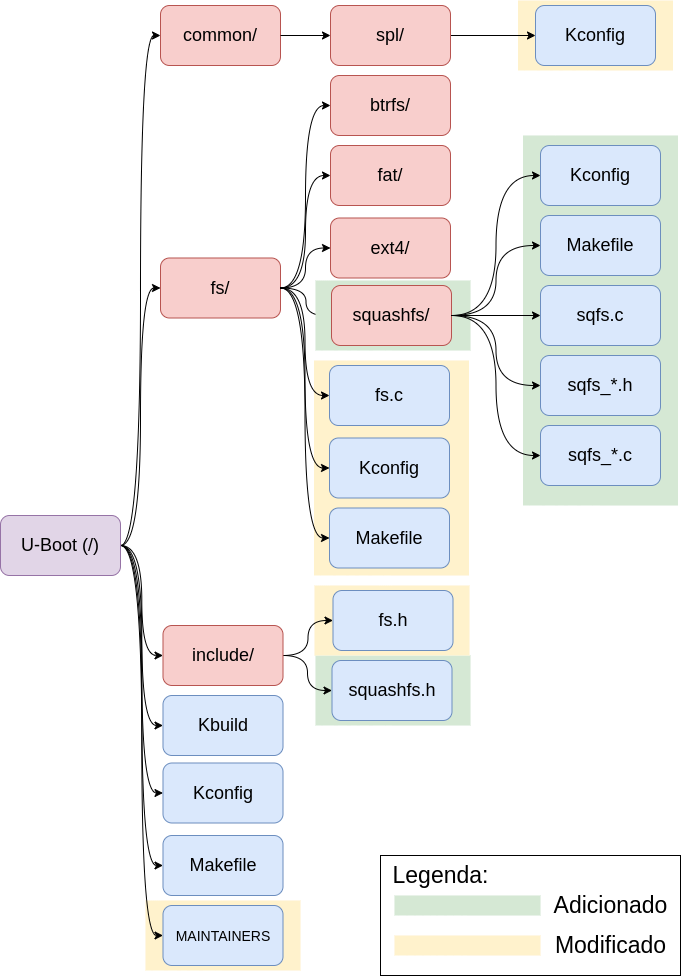 common/
spl/
Kconfig
btrfs/
fat/
ext4/
fs/
squashfs/
Kconfig
Makefile
sqfs.c
sqfs_*.h
sqfs_*.c
fs.c
Kconfig
Makefile
U-Boot (/)
include/
fs.h
squashfs.h
Kbuild
Kconfig
Makefile
MAINTAINERS
Legenda:
Adicionado
Modificado